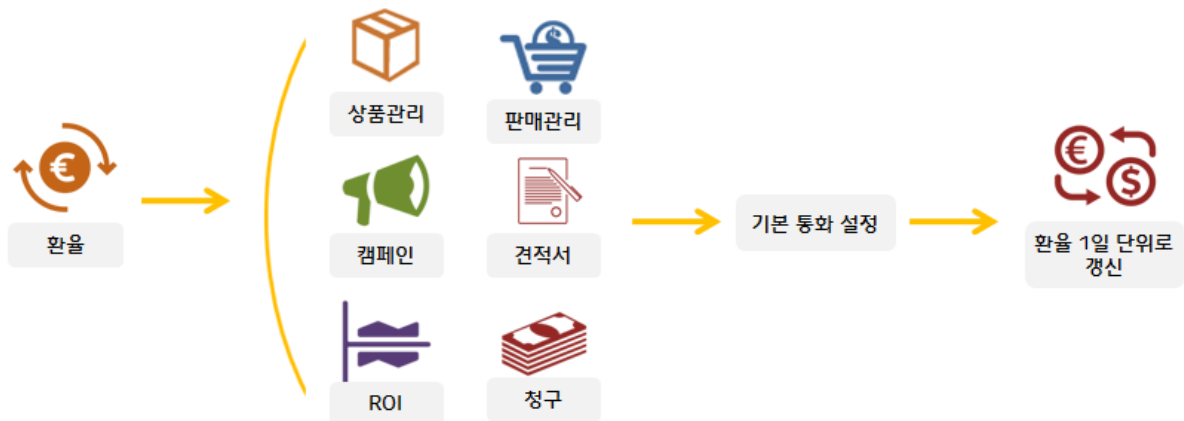 환율
상품관리
판매관리
캠페인
견적서
ROI
청구
기본 통화 설정
환율 1일 단위로
갱신